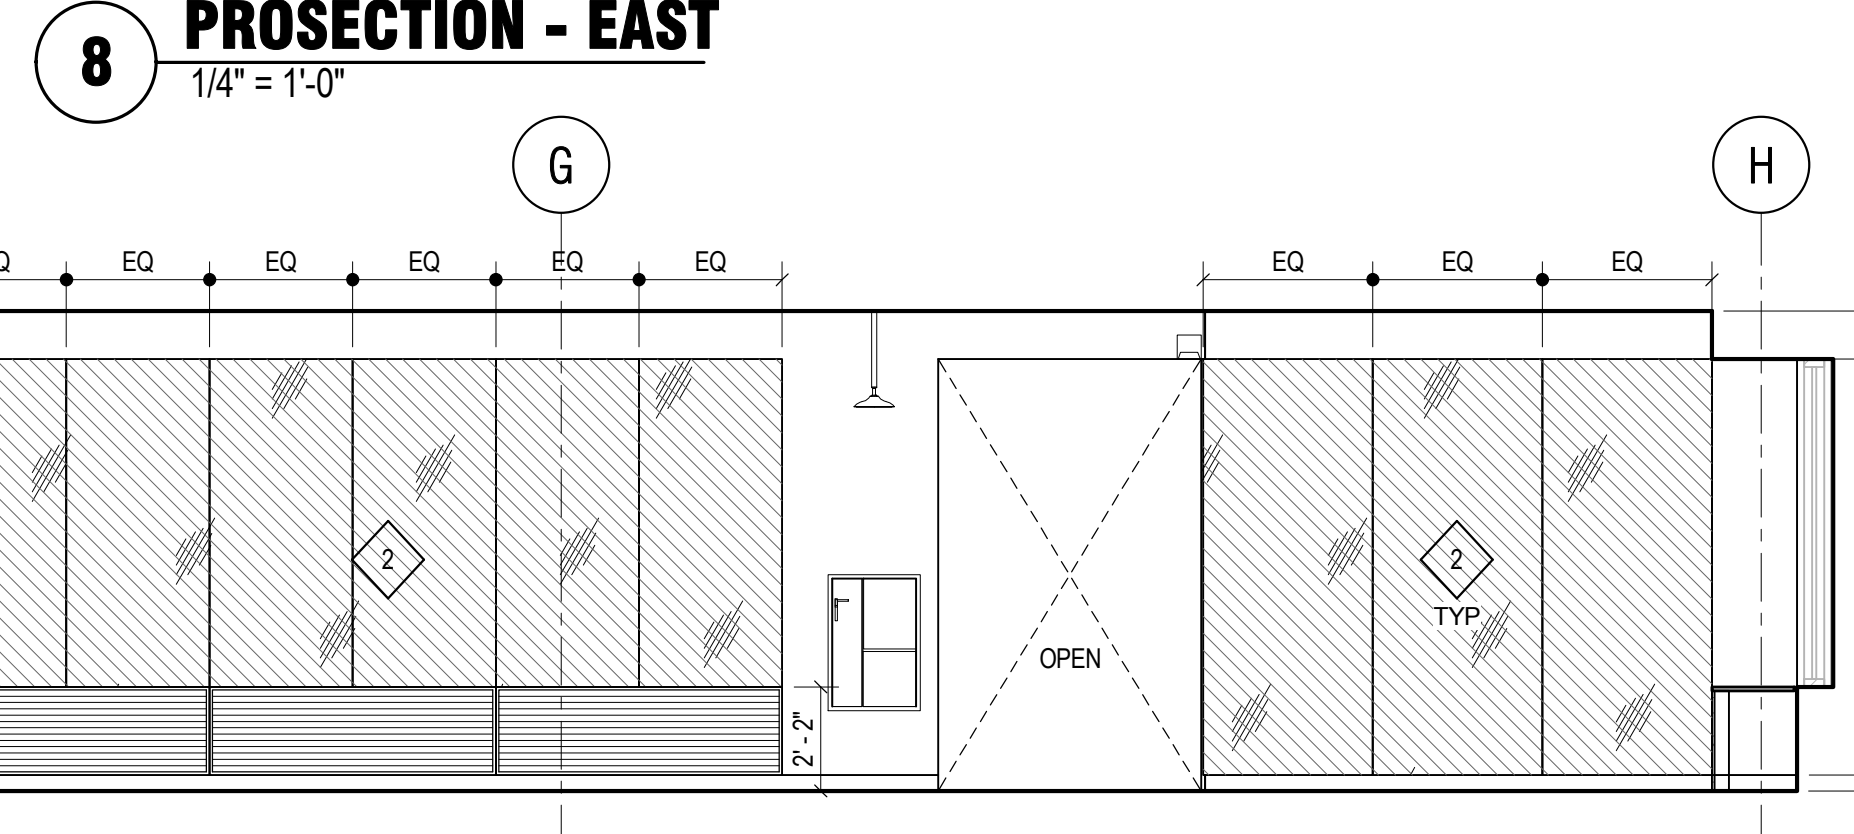 PROSECTION - EAST
8
1/4" = 1'-0"
G
H
Q
EQ
EQ
EQ
EQ
EQ
EQ
EQ
EQ
2
2
TYP
OPEN
2' - 2"